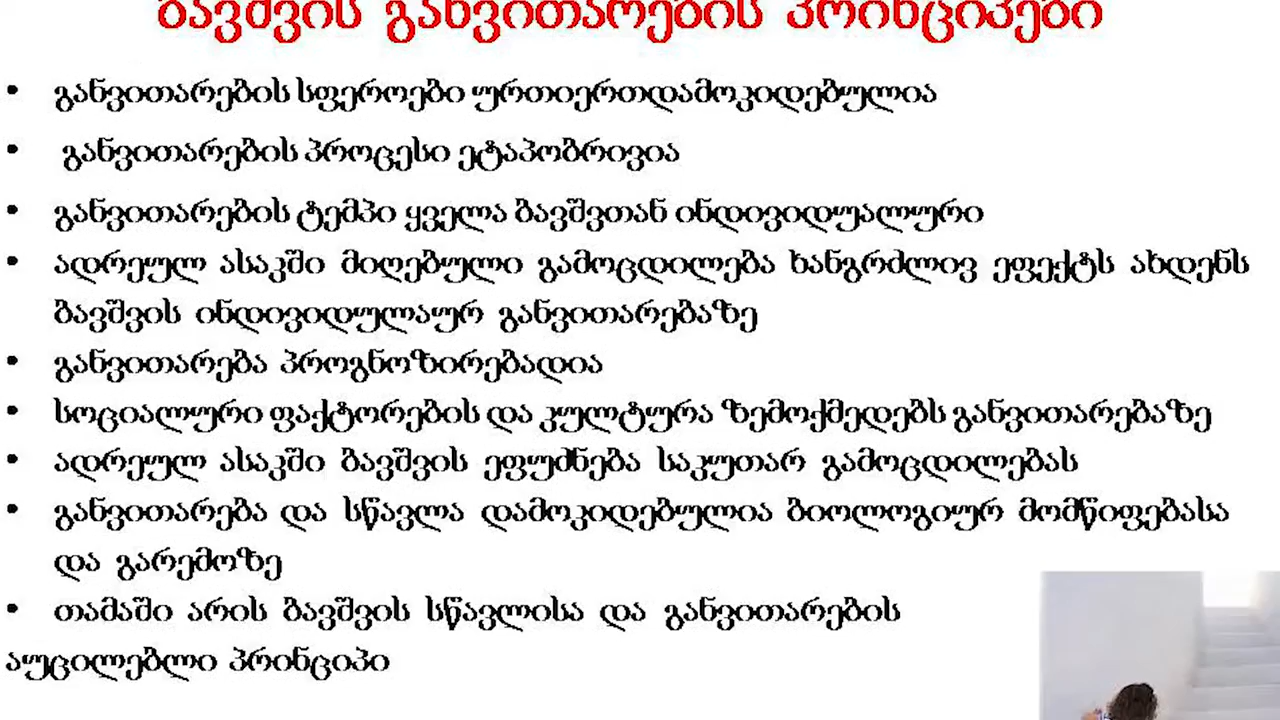 ბავშვის განვითარების პრინციპები
• განვითარების სფეროები ურთიერთდამოკიდებულია
• განვითარების პროცესი ეტაპობრივია
• განვითარების ტემპი ყველა ბავშვთან ინდივიდუალური
• ადრეულ ასაკში მიღებული გამოცდილება ხანგრძლივ ეფექტს ახდენს
ბავშვის ინდივიდულაურ განვითარებაზე
• განვითარება პროგნოზირებადია
• სოციალური ფაქტორების და კულტურა ზემოქმედებს განვითარებაზე
• ადრეულ ასაკში ბავშვის ეფუძნება საკუთარ გამოცდილებას
• განვითარება და სწავლა დამოკიდებულია ბიოლოგიურ მომწიფებასა
და გარემოზე
• თამაში არის ბავშვის სწავლისა და განვითარების
აუცილებლი პრინციპი